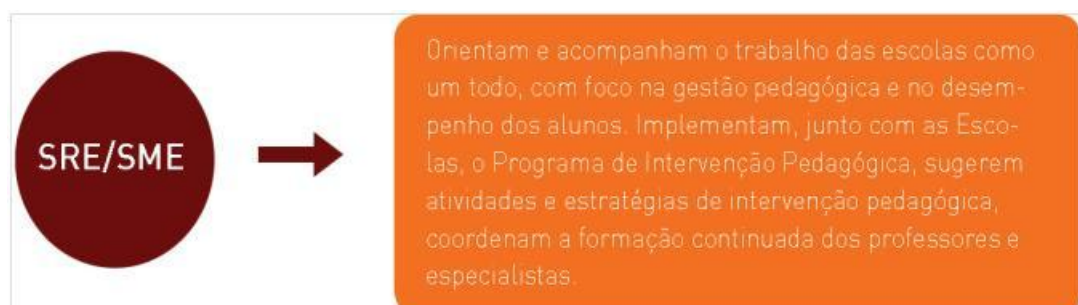 SRE/SME
Orientam e acompanham o trabalho das escolas como
um todo, com foco na gestão pedagógica e no desem-
penho dos alunos. Implementam, junto com as Esco-
las, o Programa de Intervenção Pedagógica, sugerem
atividades e estratégias de intervenção pedagógica,
coordenam a formação continuada dos professores e
especialistas.